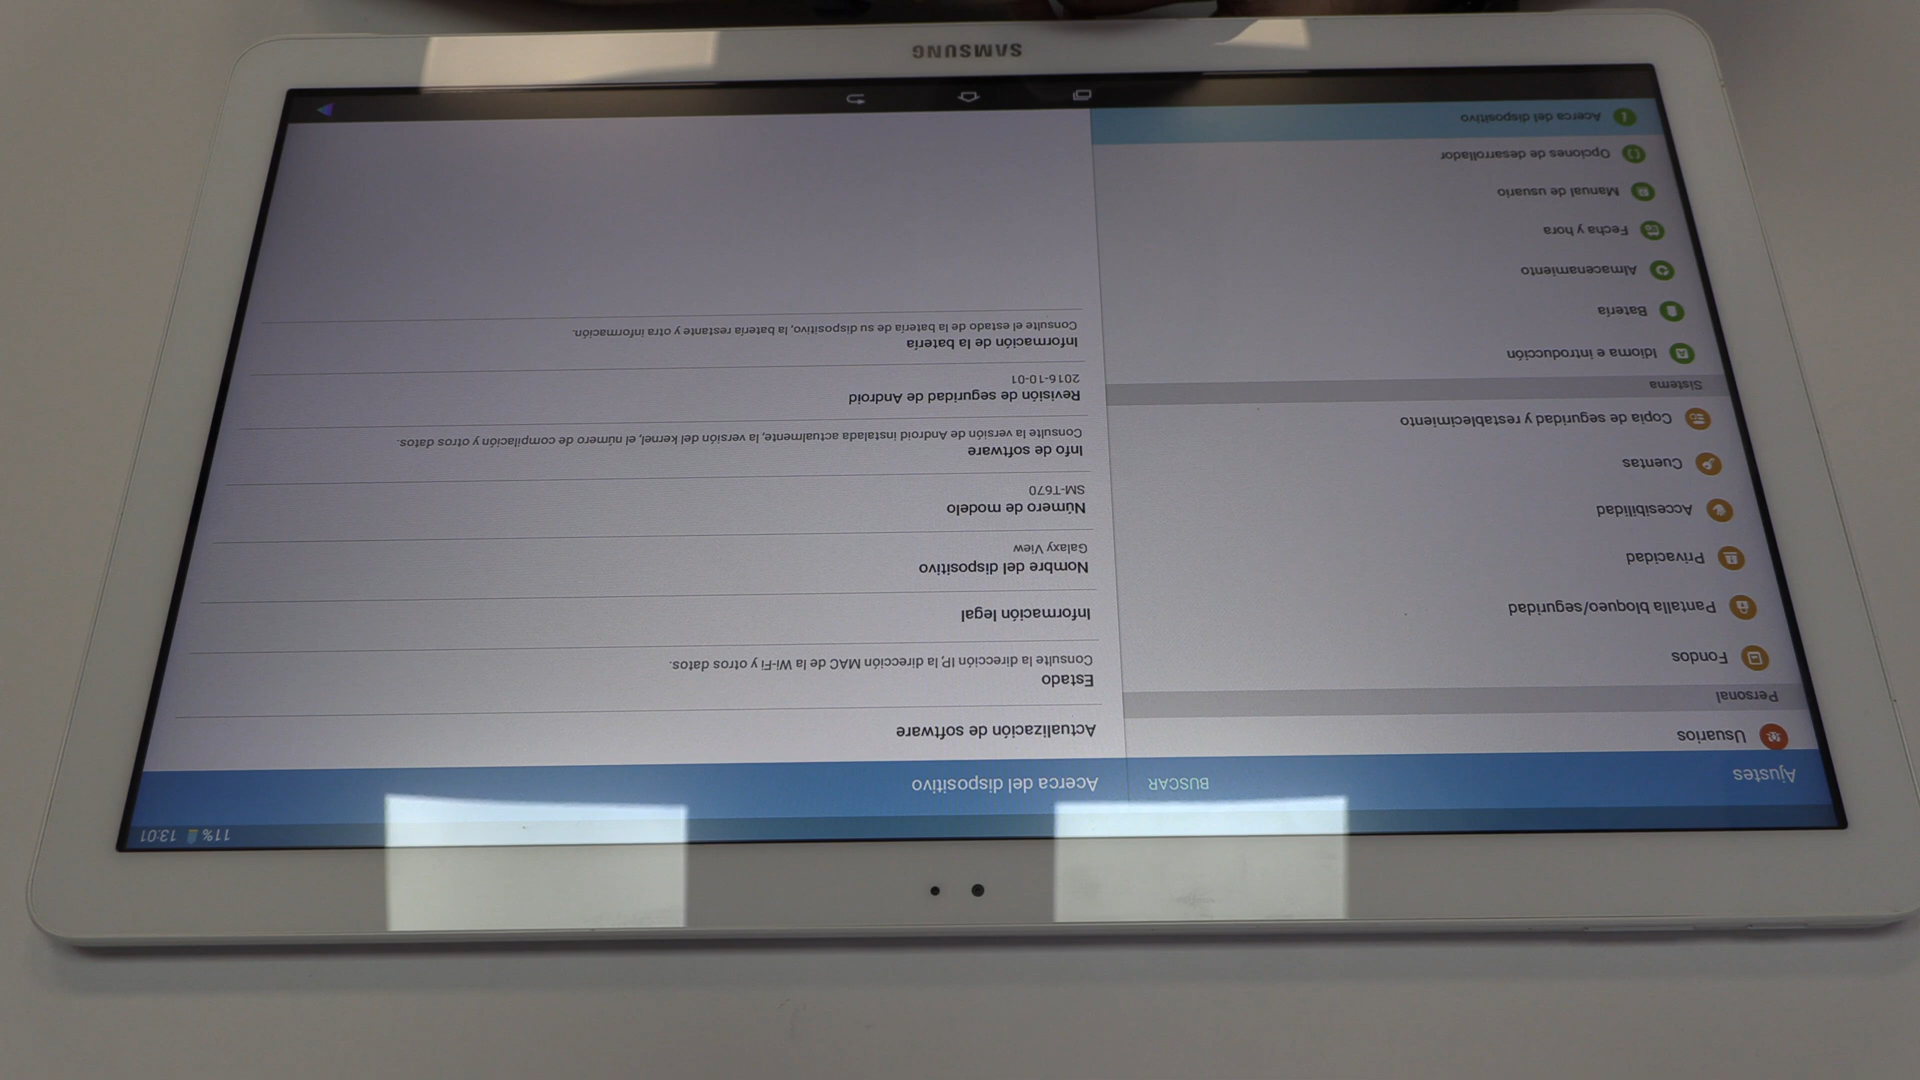 11% 13:01
Ajustes
BUSCAR
Acerca del dispositivo
Usuarios
Personal
Fondos
Pantalla bloqueo/seguridad
Privacidad
Accesibilidad
Cuentas
Copia de seguridad y restablecimiento
Sistema
Idioma e introducción
Batería
Almacenamiento
Fecha y hora
Manual de usuario
Opciones de desarrollador
Acerca del dispositivo
Actualización de software
Estado
Consulte la dirección IP, la dirección MAC de la Wi-Fi y otros datos.
Información legal
Nombre del dispositivo
Galaxy View
Número de modelo
SM-T670
Info de software
Consulte la versión de Android instalada actualmente, la versión del kernel, el número de compilación y otros datos.
Revisión de seguridad de Android
2016-10-01
Información de la batería
Consulte el estado de la batería de su dispositivo, la batería restante y otra información.
SAMSUNG